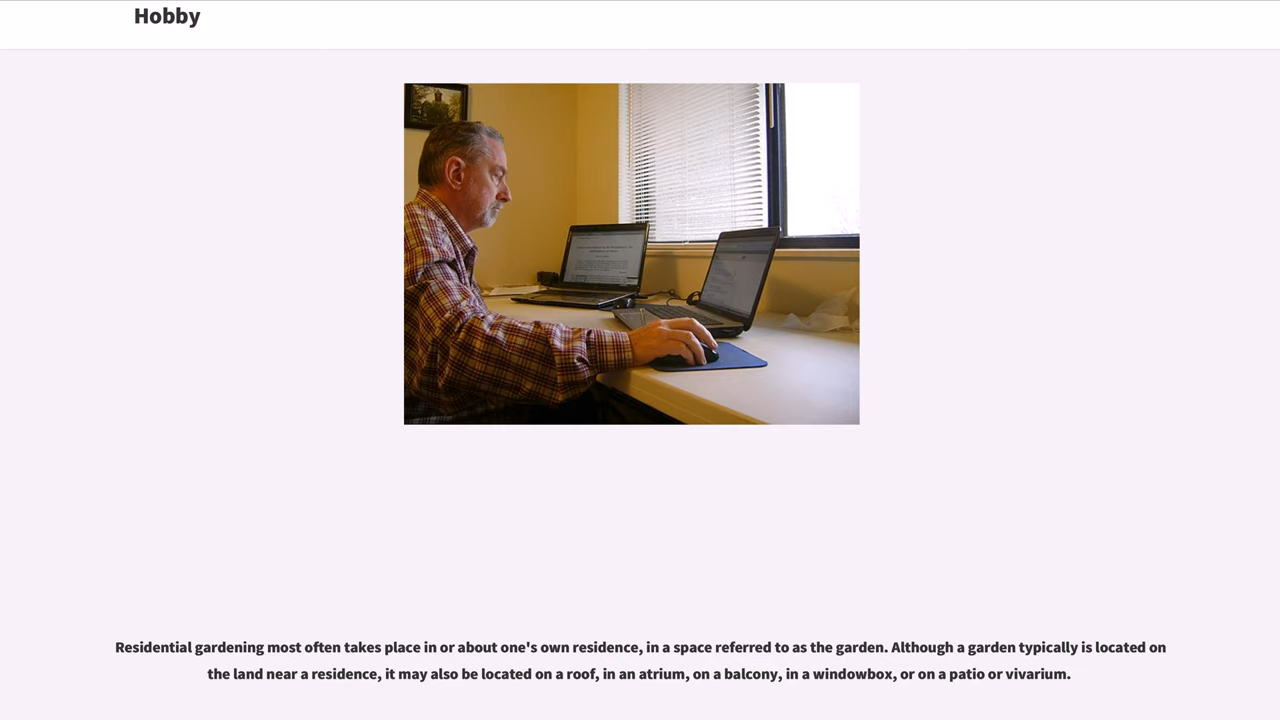 Hobby
Residential gardening most often takes place in or about one's own residence, in a space referred to as the garden. Although a garden typically is located on
the land near a residence, it may also be located on a roof, in an atrium, on a balcony, in a windowbox, or on a patio or vivarium.